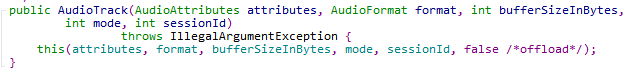 public AudioTrack(AudioAttributes attributes, AudioFormat format, int bufferSizeInBytes,
int mode, int sessionId)
throws IllegalArgumentException {
this(attributes, format, bufferSizeInBytes, mode, sessionId, false /*offload*/);
}